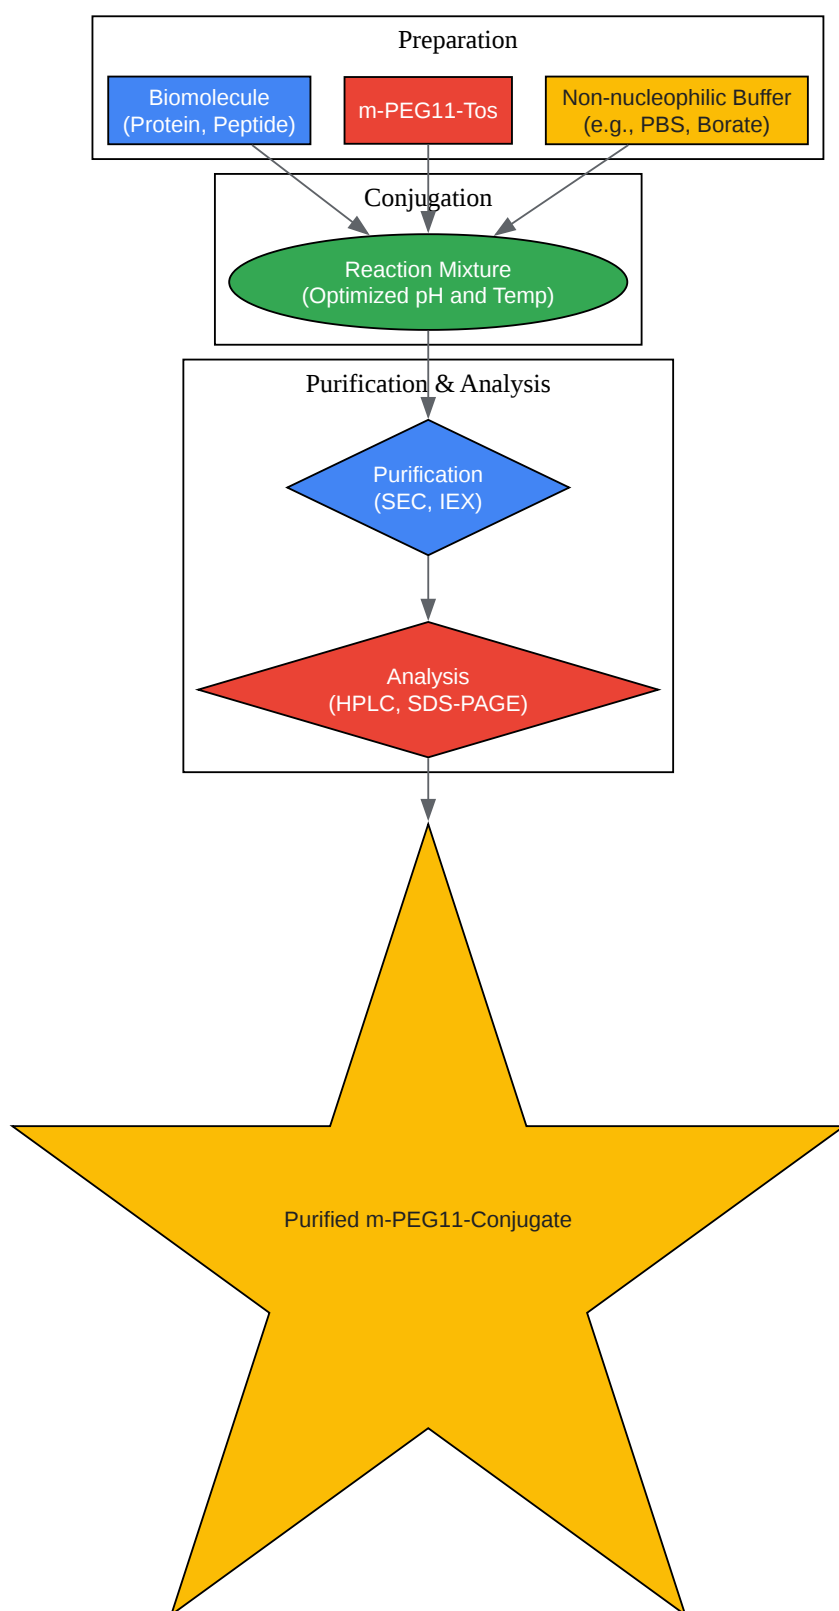 Preparation
Biomolecule
(Protein, Peptide)
m-PEG11-Tos
Non-nucleophilic Buffer
(e.g., PBS, Borate)
Conjugation
Reaction Mixture
(Optimized pH and Temp)
Purification & Analysis
Purification
(SEC, IEX)
Analysis
(HPLC, SDS-PAGE)
Purified m-PEG11-Conjugate